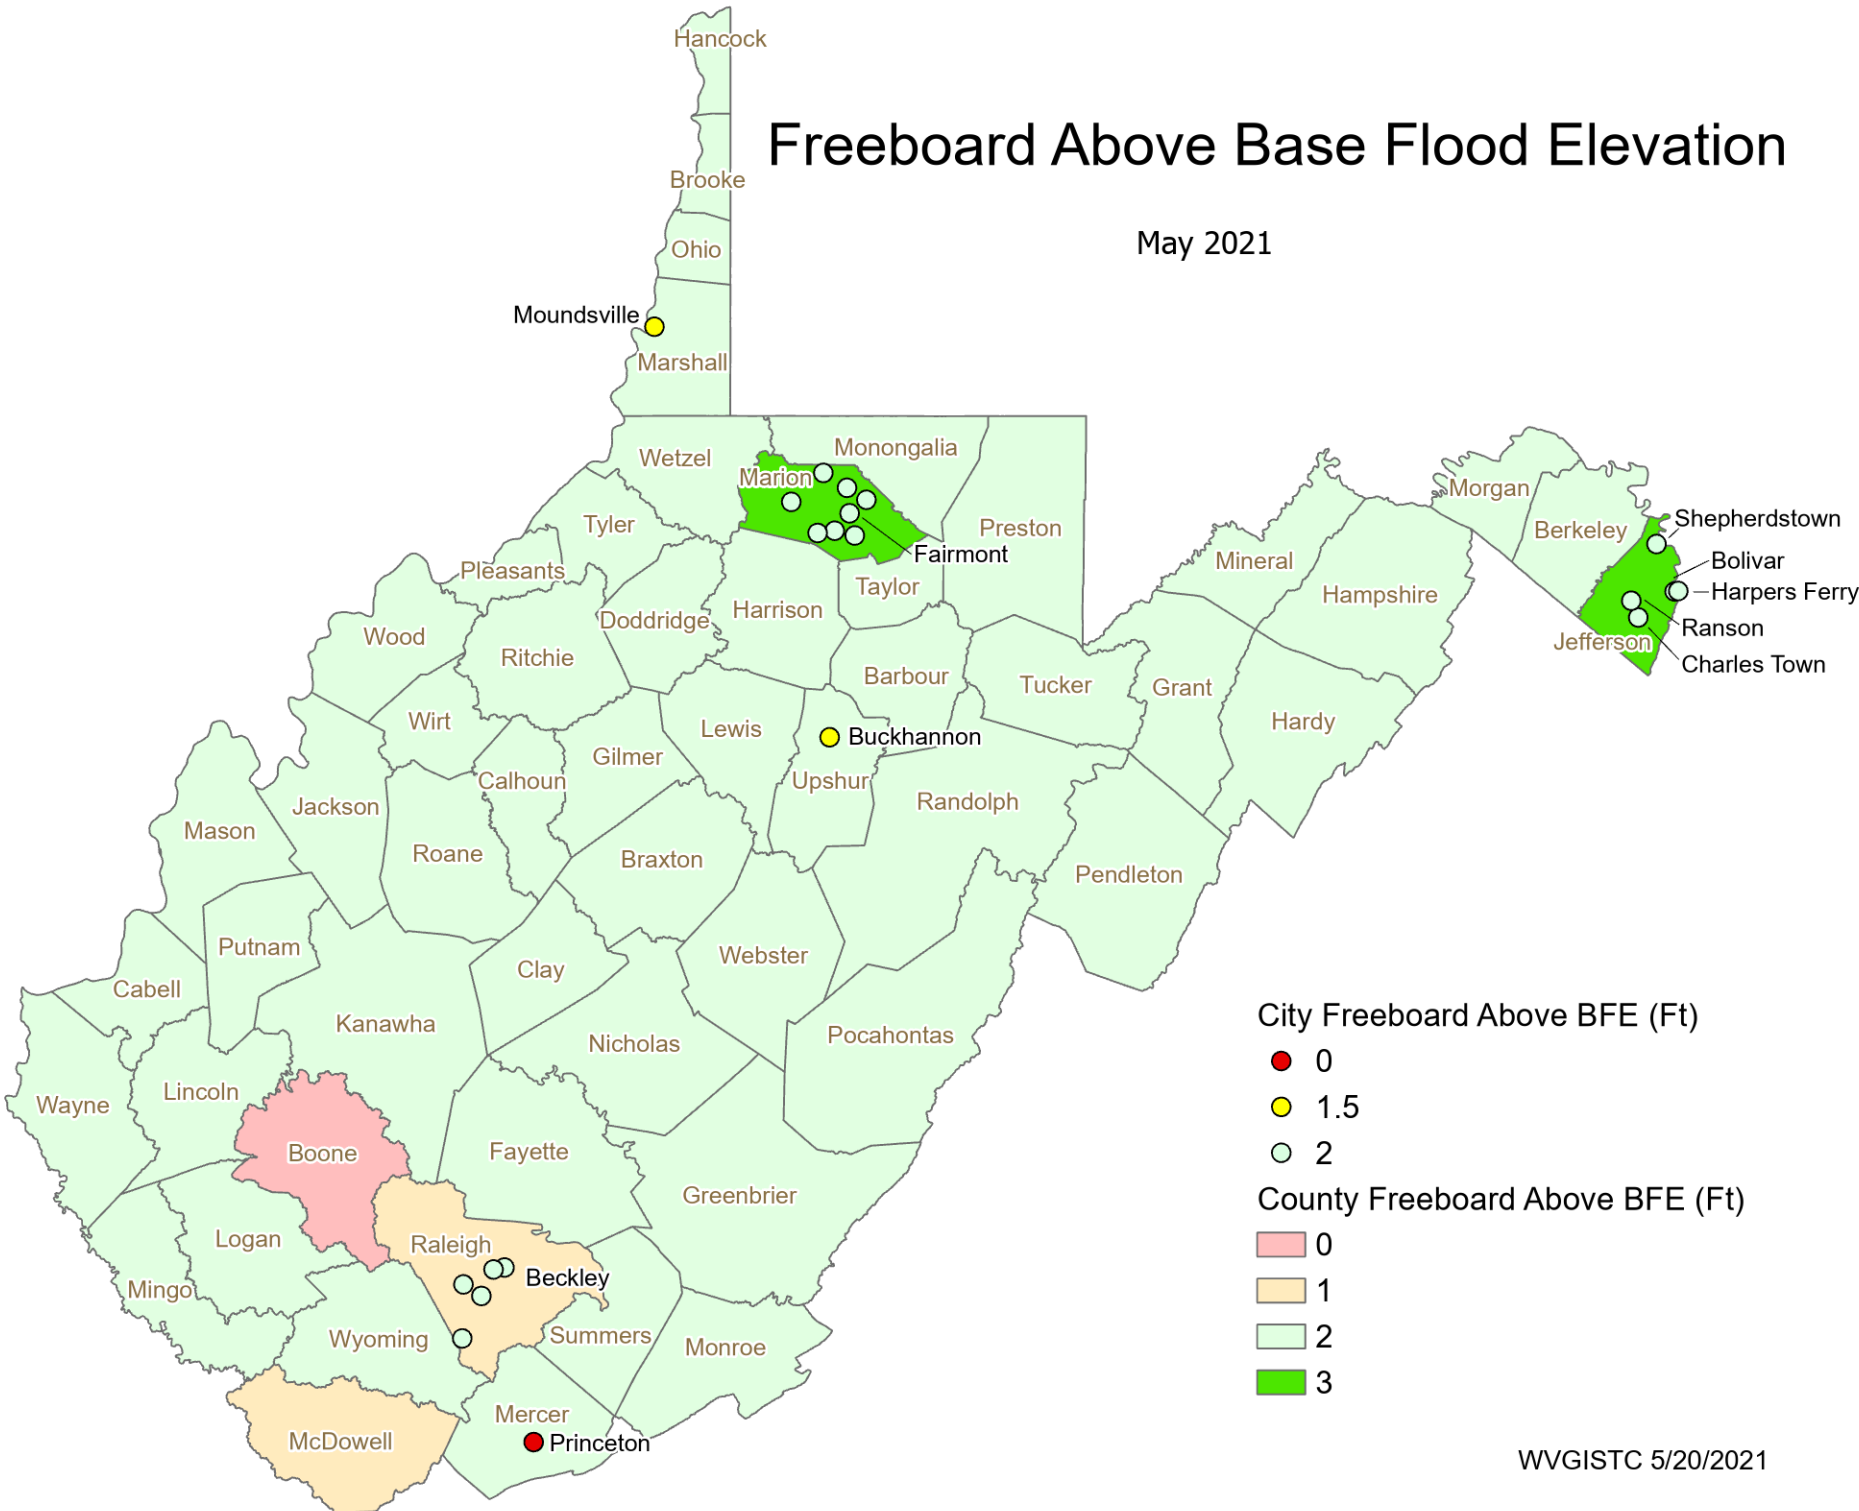 Hancock
Freeboard Above Base Flood Elevation
Brooke
May 2021
Ohio
Moundsville
Marshall
Monongalia
Wetzel
Marion
Morgan
Shepherdstown
Tyler
Preston
Berkeley
Fairmont
Bolivar
Mineral
Pleasants
Taylor
Harpers Ferry
Hampshire
Harrison
Doddridge
Ranson
Wood
Jefferson
Ritchie
Charles Town
Barbour
Tucker
Grant
Wirt
Hardy
Lewis
Buckhannon
Gilmer
Calhoun
Upshur
Randolph
Jackson
Mason
Roane
Braxton
Pendleton
Putnam
Webster
Clay
Cabell
City Freeboard Above BFE (Ft)
Kanawha
Pocahontas
Nicholas
0
Lincoln
Wayne
1.5
Boone
Fayette
2
Greenbrier
County Freeboard Above BFE (Ft)
Logan
Raleigh
0
Beckley
Mingo
1
Summers
2
Wyoming
Monroe
3
Mercer
McDowell
Princeton
WVGISTC 5/20/2021